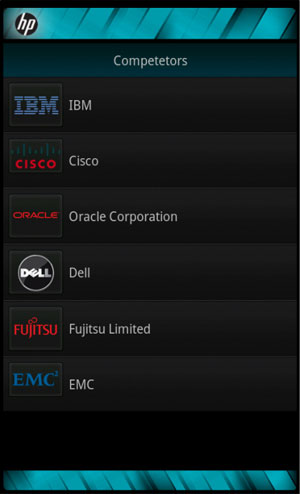 hp
Competetors
IBM IBM
CISCO Cisco
ORACLE Oracle Corporation
DELL Dell
FUJITSU Fujitsu Limited
EMC² EMC